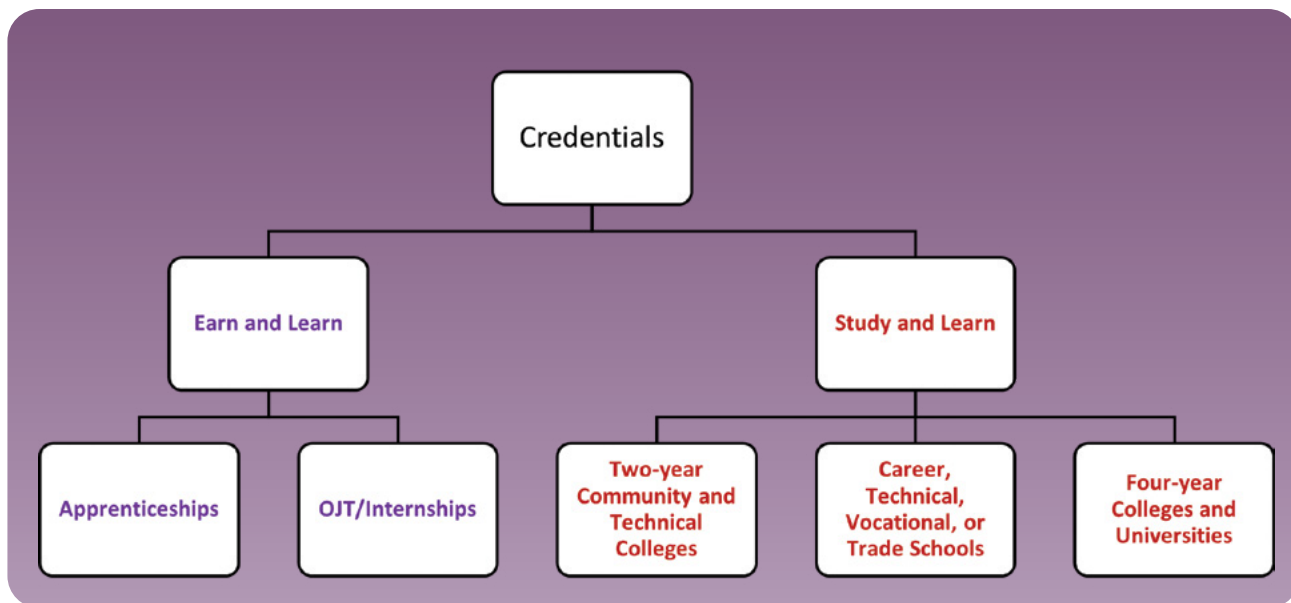 Credentials
Earn and Learn
Study and Learn
Apprenticeships
OJT/Internships
Two-year
Community and
Technical
Colleges
Career,
Technical,
Vocational, or
Trade Schools
Four-year
Colleges and
Universities